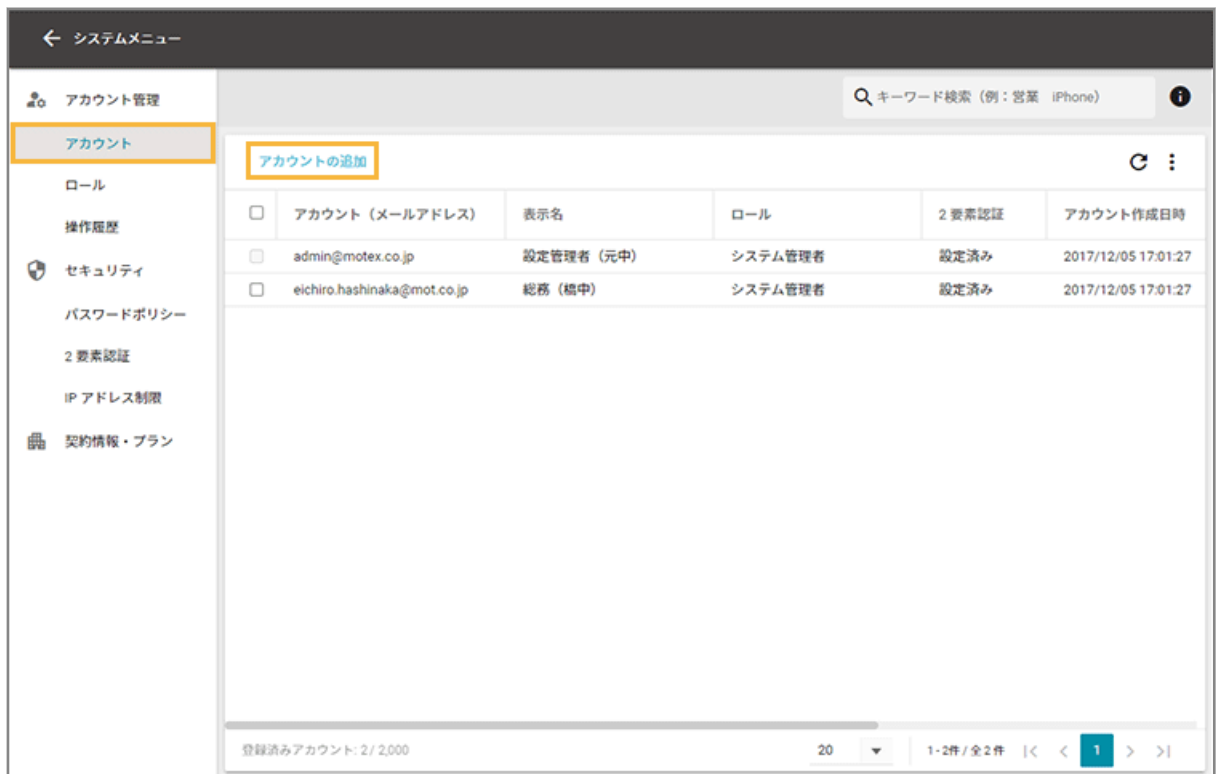 システムメニュー
アカウント管理
アカウント
ロール
操作履歴
セキュリティ
パスワードポリシー
2 要素認証
IP アドレス制限
契約情報・プラン
キーワード検索（例：営業 iPhone）
アカウントの追加
アカウント（メールアドレス） 表示名 ロール 2 要素認証 アカウント作成日時
admin@motex.co.jp 設定管理者（元中） システム管理者 設定済み 2017/12/05 17:01:27
eichiro.hashinaka@mot.co.jp 総務（橋中） システム管理者 設定済み 2017/12/05 17:01:27
登録済みアカウント: 2 / 2,000 20 1-2件 / 全 2 件 1